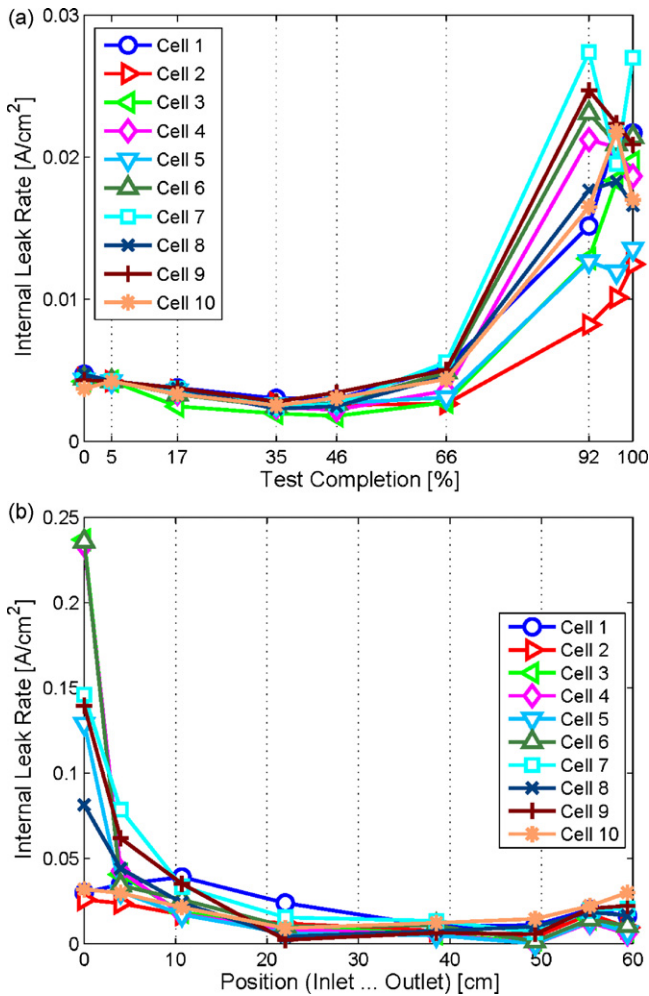 (a)
0.03
0.02
0.01
0
Internal Leak Rate [A/cm²]
Cell 1
Cell 2
Cell 3
Cell 4
Cell 5
Cell 6
Cell 7
Cell 8
Cell 9
Cell 10
0 5 17 35 46 66 92 100
Test Completion [%]
(b)
0.25
0.2
0.15
0.1
0.05
0
Internal Leak Rate [A/cm²]
Cell 1
Cell 2
Cell 3
Cell 4
Cell 5
Cell 6
Cell 7
Cell 8
Cell 9
Cell 10
0 10 20 30 40 50 60
Position (Inlet ... Outlet) [cm]